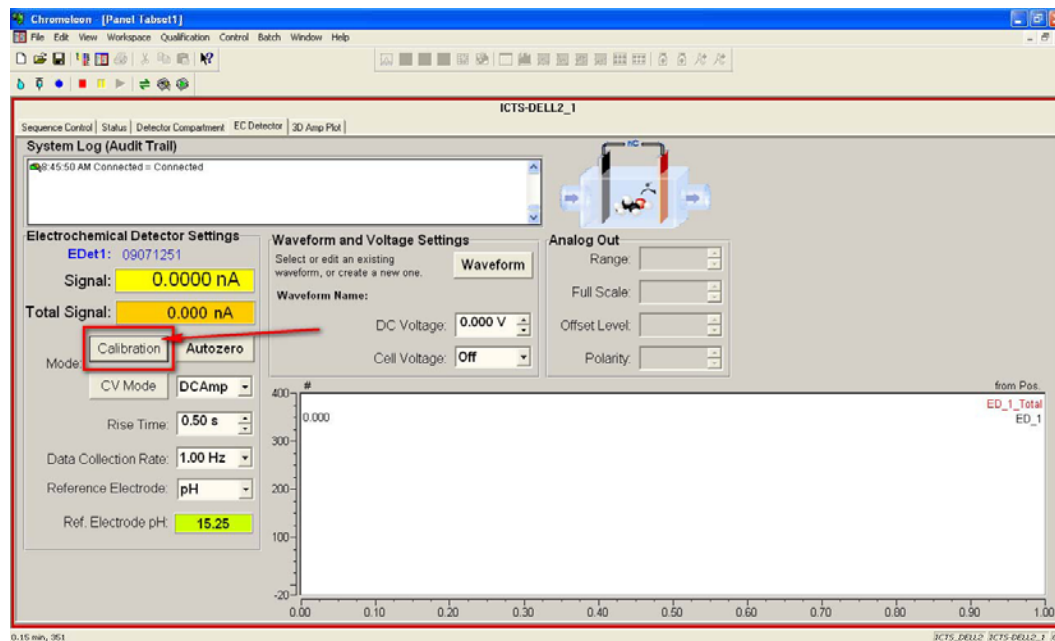 Chromeleon - [Panel Tabset1]
File Edit View Workspace Qualification Control Batch Window Help
ICTS-DELL2_1
Sequence Control Status Detector Compartment EC Detector 3D Amp Plot
System Log (Audit Trail)
8:45:50 AM Connected = Connected
nC
Electrochemical Detector Settings
EDet1: 09071251
Signal: 0.0000 nA
Total Signal: 0.000 nA
Mode: Calibration Autozero
CV Mode DCAmp
Rise Time: 0.50 s
Data Collection Rate: 1.00 Hz
Reference Electrode: pH
Ref. Electrode pH: 15.25
Waveform and Voltage Settings
Select or edit an existing
waveform, or create a new one.
Waveform
Waveform Name:
DC Voltage: 0.000 V
Cell Voltage: Off
Analog Out
Range:
Full Scale:
Offset Level:
Polarity:
400 # from Pos.
0.000 ED_1_Total
ED_1
300
200
100
-20
0.00 0.10 0.20 0.30 0.40 0.50 0.60 0.70 0.80 0.90 1.00
0.15 min, 351 ICTS_DELL2 ICTS-DELL2_1